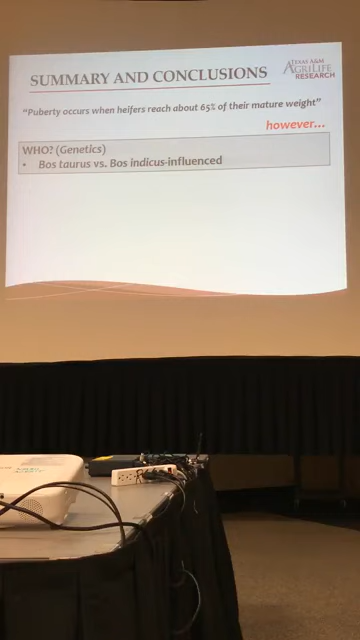 SUMMARY AND CONCLUSIONS
TEXAS A&M
AGRILIFE
RESEARCH
“Puberty occurs when heifers reach about 65% of their mature weight”
however...
WHO? (Genetics)
• Bos taurus vs. Bos indicus-influenced